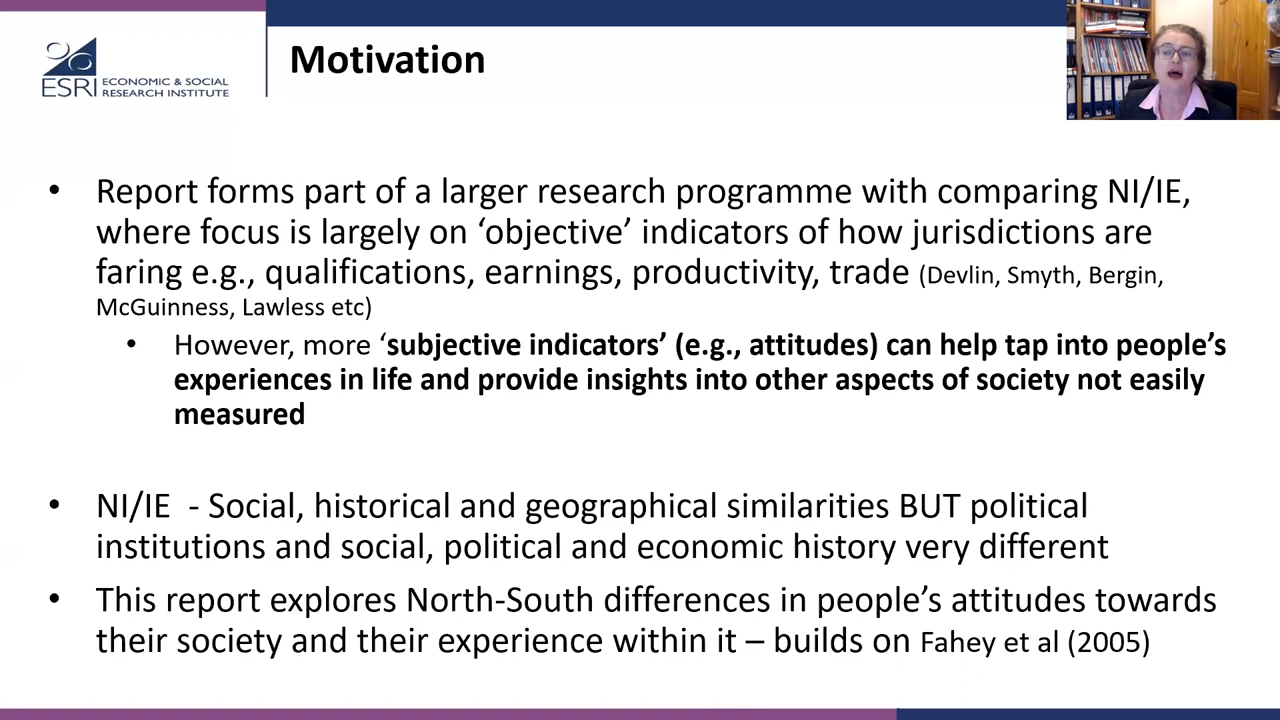 ESRI ECONOMIC & SOCIAL
RESEARCH INSTITUTE
Motivation
• Report forms part of a larger research programme with comparing NI/IE,
where focus is largely on ‘objective’ indicators of how jurisdictions are
faring e.g., qualifications, earnings, productivity, trade (Devlin, Smyth, Bergin,
McGuinness, Lawless etc)
• However, more ‘subjective indicators’ (e.g., attitudes) can help tap into people’s
experiences in life and provide insights into other aspects of society not easily
measured
• NI/IE - Social, historical and geographical similarities BUT political
institutions and social, political and economic history very different
• This report explores North-South differences in people’s attitudes towards
their society and their experience within it – builds on Fahey et al (2005)